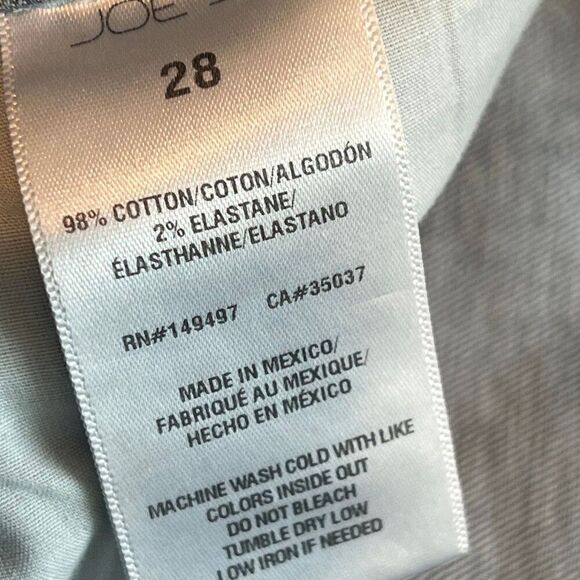 JOE'S
28
98% COTTON/COTON/ALGODÓN
2% ELASTANE/
ÉLASTHANNE/ELASTANO
RN#149497 CA#35037
MADE IN MEXICO/
FABRIQUÉ AU MEXIQUE/
HECHO EN MÉXICO
MACHINE WASH COLD WITH LIKE
COLORS INSIDE OUT
DO NOT BLEACH
TUMBLE DRY LOW
LOW IRON IF NEEDED